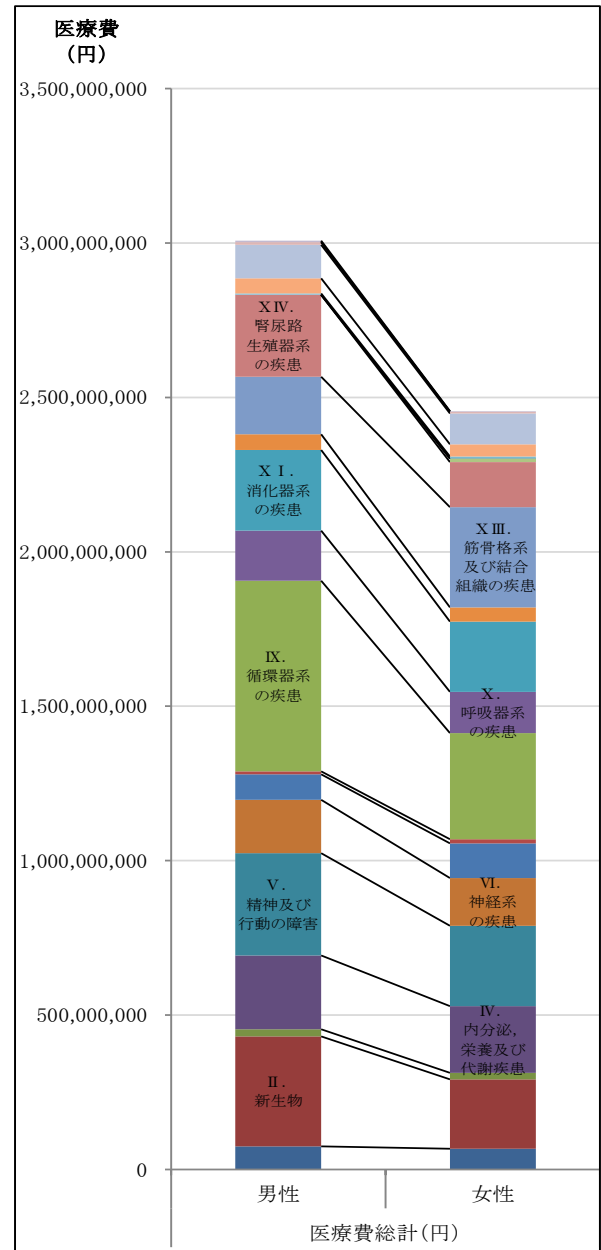 医療費
(円)
3,500,000,000
3,000,000,000
2,500,000,000
2,000,000,000
1,500,000,000
1,000,000,000
500,000,000
0
ⅩⅣ.
腎尿路
生殖器系
の疾患
ⅩⅠ.
消化器系
の疾患
Ⅸ.
循環器系
の疾患
Ⅴ.
精神及び
行動の障害
Ⅱ.
新生物
ⅩⅢ.
筋骨格系
及び結合
組織の疾患
Ⅹ.
呼吸器系
の疾患
Ⅵ.
神経系
の疾患
Ⅳ.
内分泌,
栄養及び
代謝疾患
男性
女性
医療費総計(円)